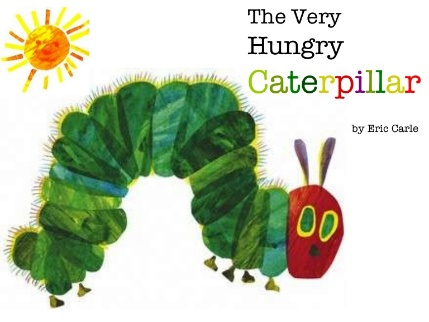 The Very
Hungry
Caterpillar
by Eric Carle